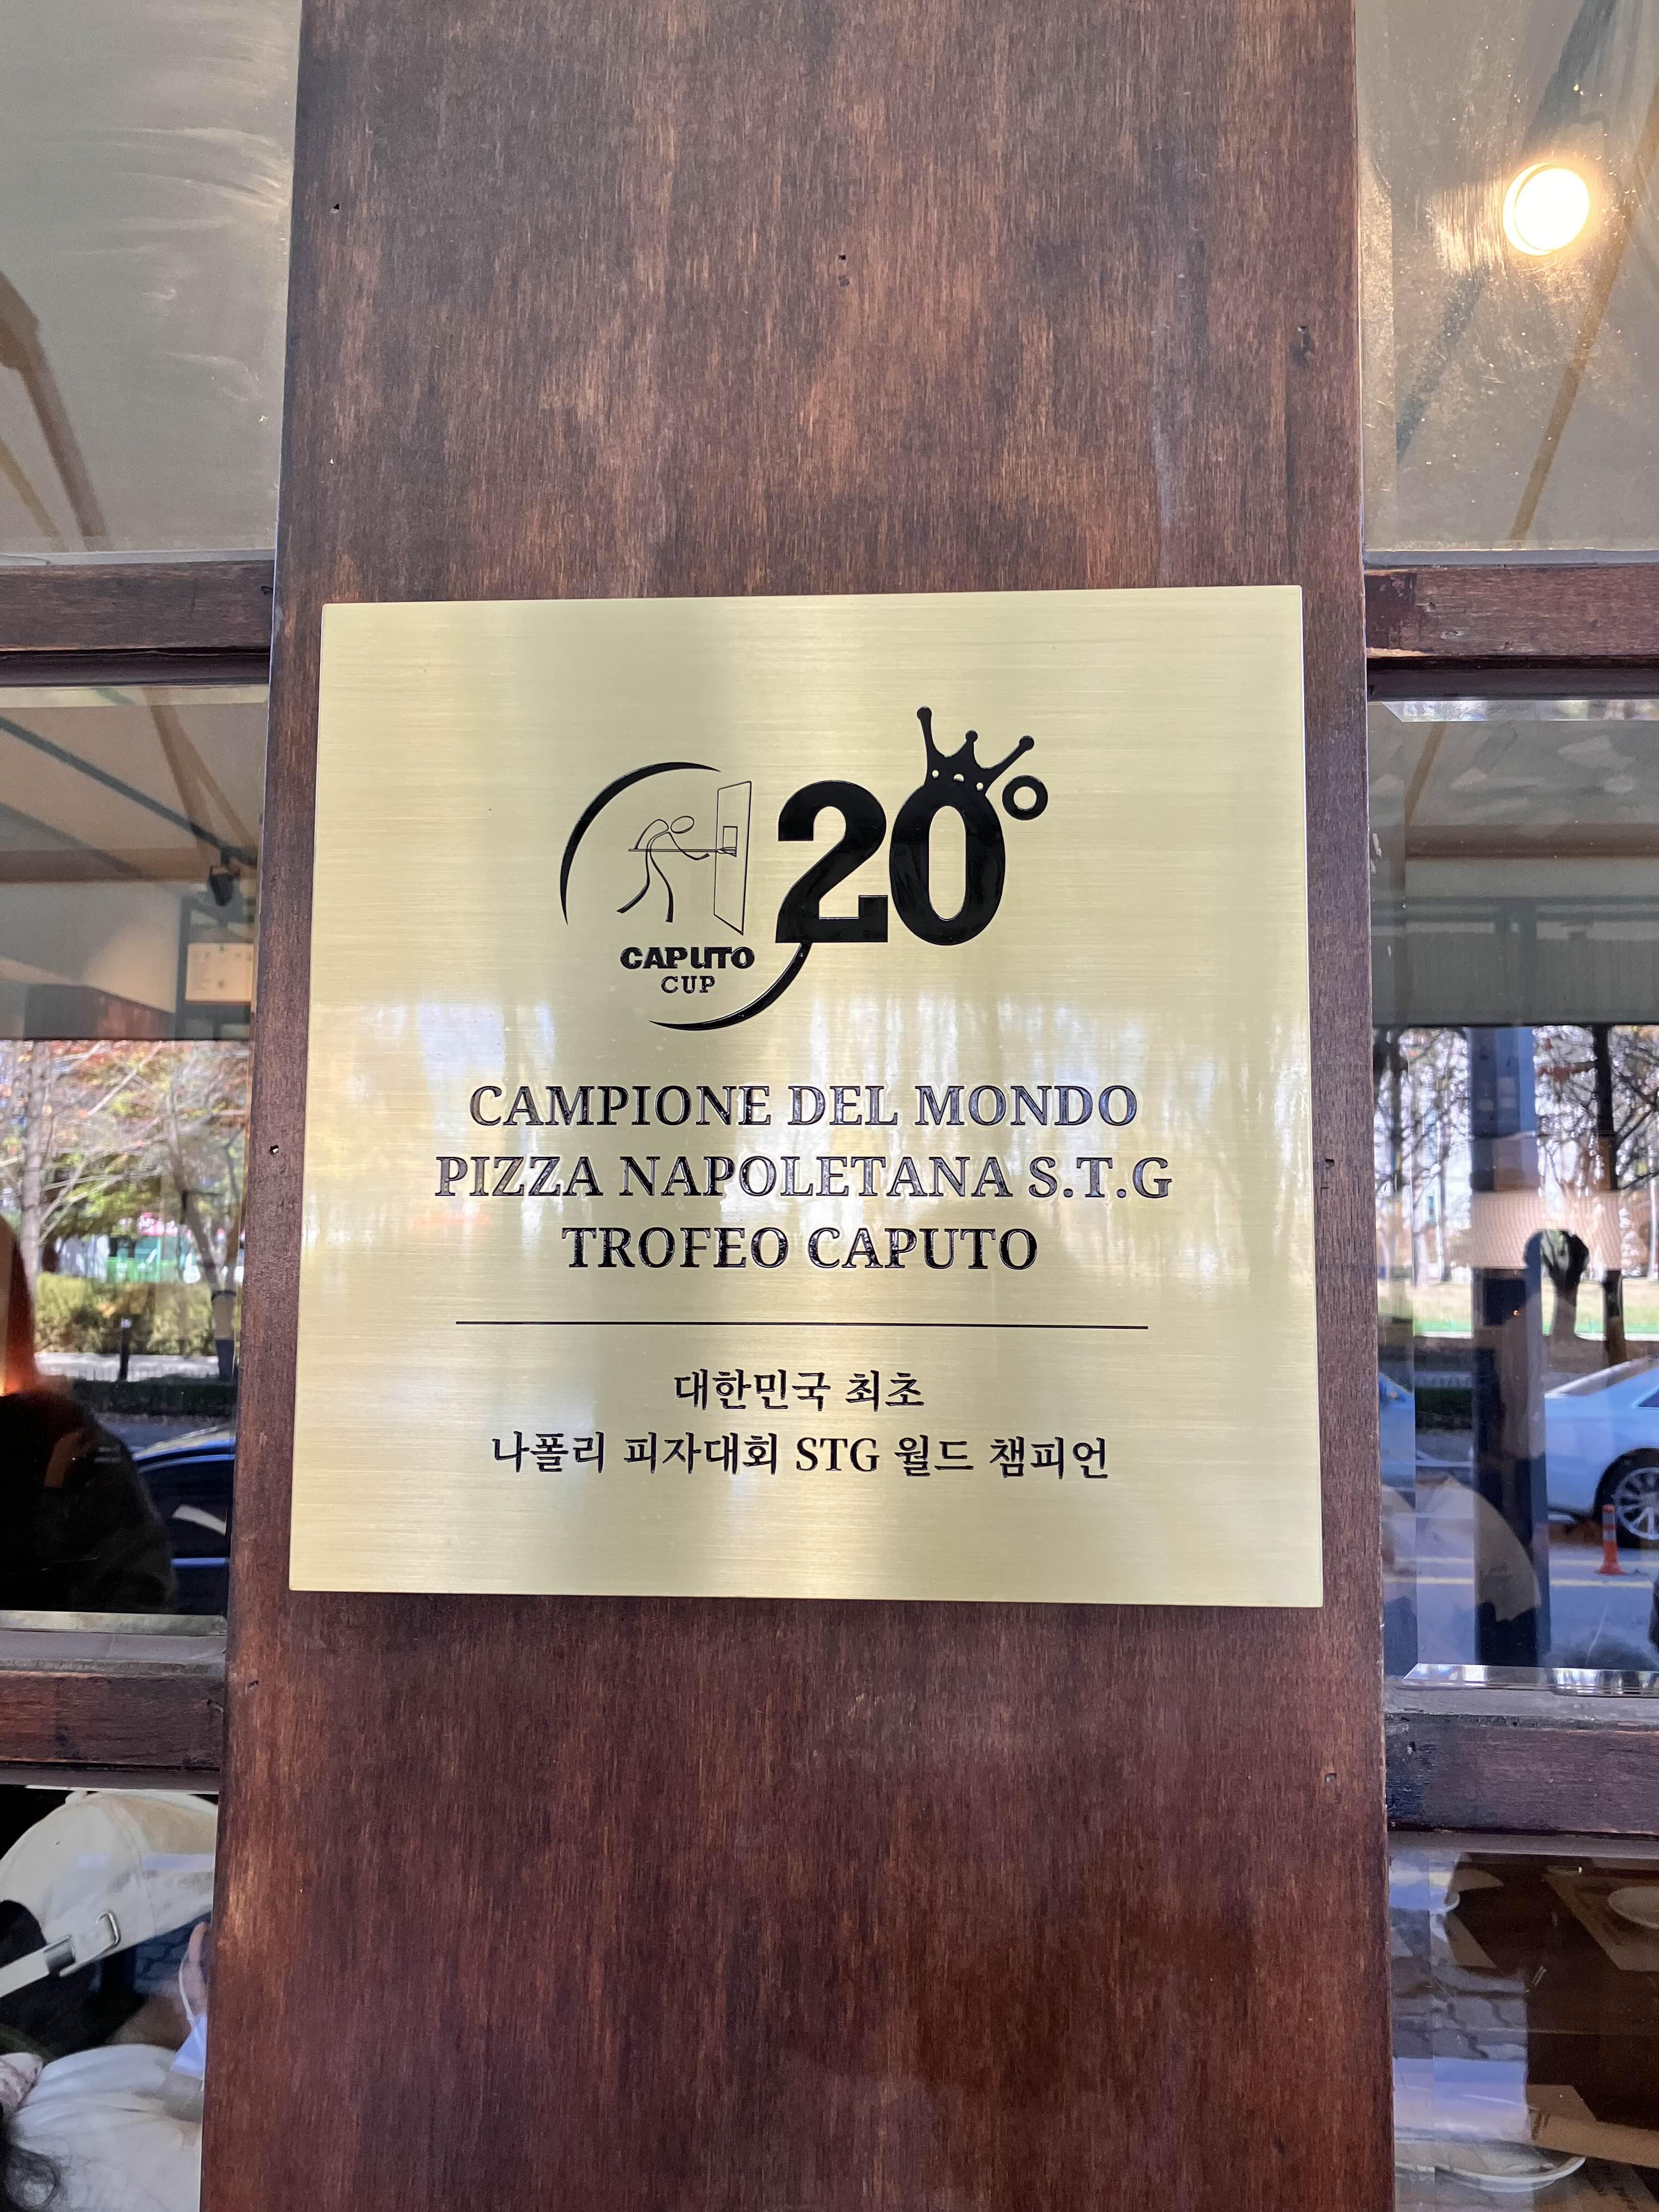 20°
CAPUTO
CUP
CAMPIONE DEL MONDO
PIZZA NAPOLETANA S.T.G
TROFEO CAPUTO
대한민국 최초
나폴리 피자대회 STG 월드 챔피언